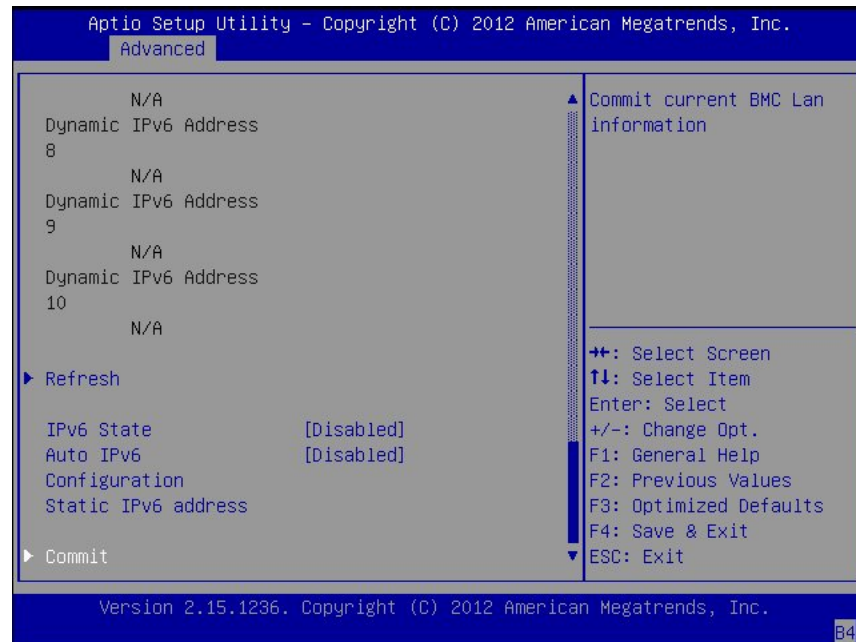 Aptio Setup Utility – Copyright (C) 2012 American Megatrends, Inc.
Advanced
N/A
Dynamic IPv6 Address
8
N/A
Dynamic IPv6 Address
9
N/A
Dynamic IPv6 Address
10
N/A
Refresh
IPv6 State [Disabled]
Auto IPv6 [Disabled]
Configuration
Static IPv6 address
Commit
Commit current BMC Lan
information
→←: Select Screen
↑↓: Select Item
Enter: Select
+/-: Change Opt.
F1: General Help
F2: Previous Values
F3: Optimized Defaults
F4: Save & Exit
ESC: Exit
Version 2.15.1236. Copyright (C) 2012 American Megatrends, Inc.
B4